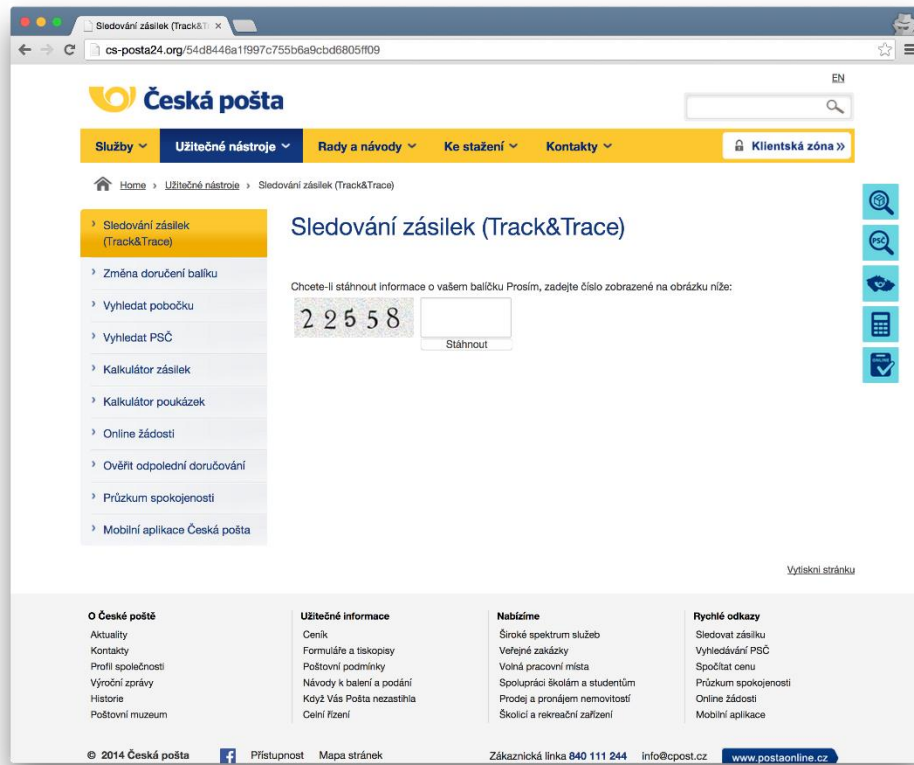 Sledování zásilek (Track&Tr
cs-posta24.org/54d8446a1f997c755b6a9cbd6805ff09
EN
Česká pošta
Služby
Užitečné nástroje
Rady a návody
Ke stažení
Kontakty
Klientská zóna »
Home › Užitečné nástroje › Sledování zásilek (Track&Trace)
› Sledování zásilek
(Track&Trace)
› Změna doručení balíku
› Vyhledat pobočku
› Vyhledat PSČ
› Kalkulátor zásilek
› Kalkulátor poukázek
› Online žádosti
› Ověřit odpolední doručování
› Průzkum spokojenosti
› Mobilní aplikace Česká pošta
Sledování zásilek (Track&Trace)
Chcete-li stáhnout informace o vašem balíčku Prosím, zadejte číslo zobrazené na obrázku níže:
22558
Stáhnout
PSČ
ONLINE
Vytiskni stránku
O České poště
Aktuality
Kontakty
Profil společnosti
Výroční zprávy
Historie
Poštovní muzeum
Užitečné informace
Ceník
Formuláře a tiskopisy
Poštovní podmínky
Návody k balení a podání
Když Vás Pošta nezastihla
Celní řízení
Nabízíme
Široké spektrum služeb
Veřejné zakázky
Volná pracovní místa
Spolupráci školám a studentům
Prodej a pronájem nemovitostí
Školicí a rekreační zařízení
Rychlé odkazy
Sledovat zásilku
Vyhledávání PSČ
Spočítat cenu
Průzkum spokojenosti
Online žádosti
Mobilní aplikace
© 2014 Česká pošta
Přístupnost
Mapa stránek
Zákaznická linka 840 111 244
info@cpost.cz
www.postaonline.cz